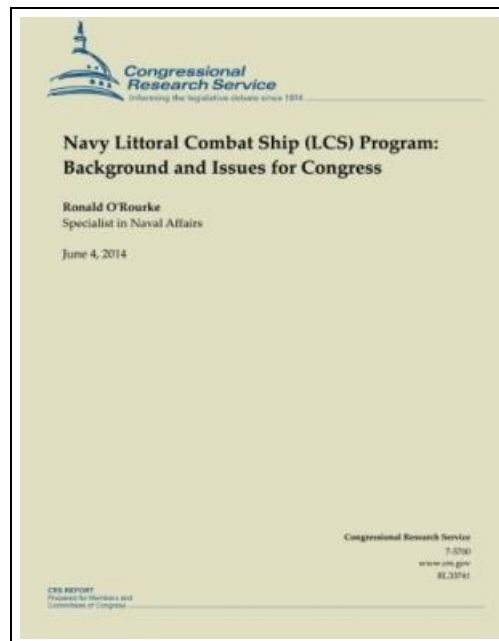 Congressional
Research Service
Informing the legislative debate since 1914
Navy Littoral Combat Ship (LCS) Program:
Background and Issues for Congress
Ronald O'Rourke
Specialist in Naval Affairs
June 4, 2014
Congressional Research Service
7-5700
www.crs.gov
RL33741
CRS REPORT
Prepared for Members and
Committees of Congress